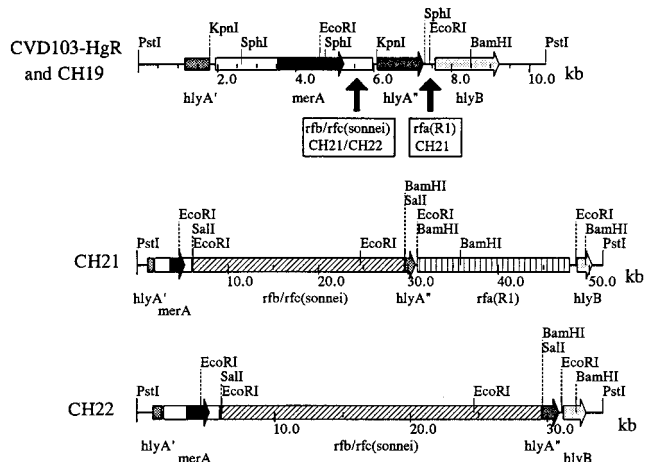 SphI
KpnI EcoRI
CVD103-HgR PstI SphI SphI KpnI BamHI PstI
and CH19 2.0 4.0 6.0 8.0 10.0 kb
hlyA' merA hlyA" hlyB
rfb/rfc(sonnei) rfa(R1)
CH21/CH22 CH21
BamHI
EcoRI SalI EcoRI EcoRI
SalI BamHI BamHI
CH21 PstI EcoRI EcoRI BamHI PstI
10.0 20.0 30.0 40.0 50.0 kb
hlyA' rfb/rfc(sonnei) hlyA" rfa(R1) hlyB
merA
BamHI
EcoRI SalI EcoRI
SalI BamHI
CH22 PstI EcoRI EcoRI PstI
10.0 20.0 30.0 kb
hlyA' rfb/rfc(sonnei) hlyA"
merA hlyB